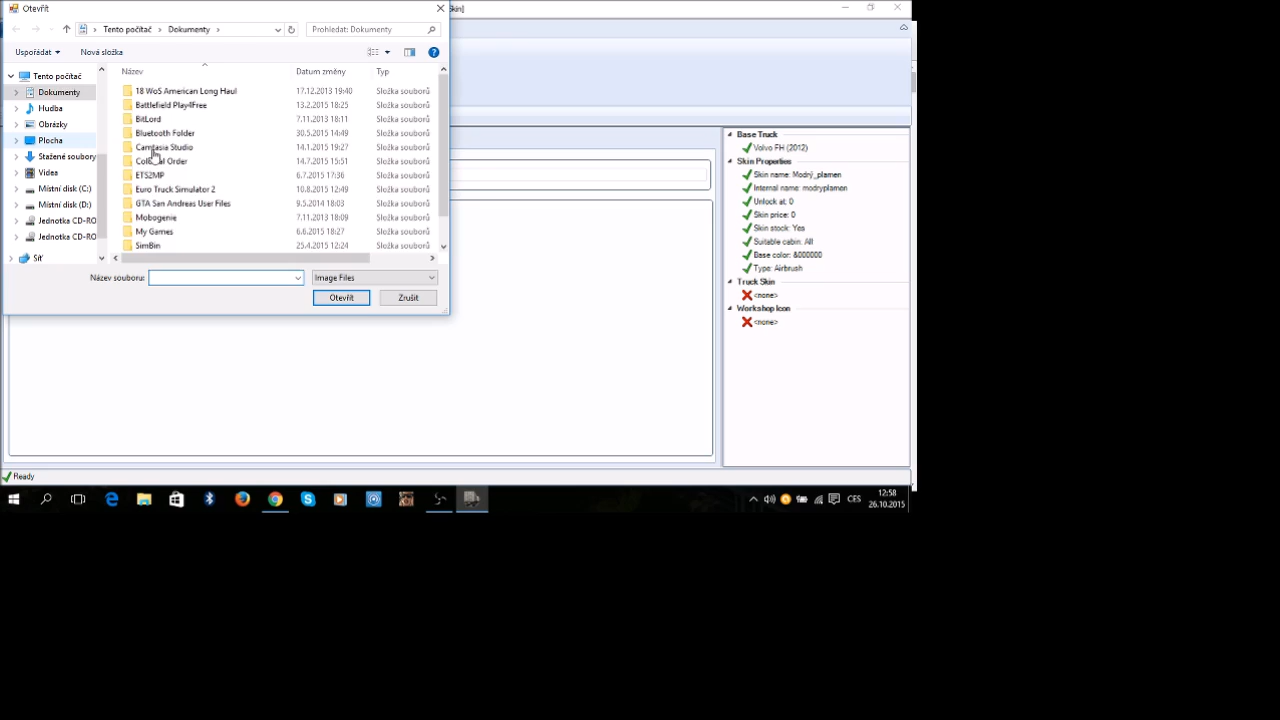 Otevřít
kin]
Tento počítač
Dokumenty
Prohledat: Dokumenty
Uspořádat
Nová složka
Tento počítač
Dokumenty
Hudba
Obrázky
Plocha
Stažené soubory
Videa
Místní disk (C:)
Místní disk (D:)
Jednotka CD-RO
Jednotka CD-RO
Síť
Název
Datum změny
Typ
18 WoS American Long Haul 17.12.2013 19:40 Složka souborů
Battlefield Play4Free 13.2.2015 18:25 Složka souborů
BitLord 7.11.2013 18:11 Složka souborů
Bluetooth Folder 30.5.2015 14:49 Složka souborů
Camtasia Studio 14.1.2015 19:27 Složka souborů
Colossal Order 14.7.2015 15:51 Složka souborů
ETS2MP 6.7.2015 17:36 Složka souborů
Euro Truck Simulator 2 10.8.2015 12:49 Složka souborů
GTA San Andreas User Files 9.5.2014 18:03 Složka souborů
Mobogenie 7.11.2013 18:09 Složka souborů
My Games 6.6.2015 18:27 Složka souborů
SimBin 25.4.2015 12:24 Složka souborů
Název souboru:
Image Files
Otevřít
Zrušit
Base Truck
Volvo FH (2012)
Skin Properties
Skin name: Modrý_plamen
Internal name: modryplamen
Unlock at: 0
Skin price: 0
Skin stock: Yes
Suitable cabin: All
Base color: &000000
Type: Airbrush
Truck Skin
<none>
Workshop Icon
<none>
Ready
CES
12:58
26.10.2015